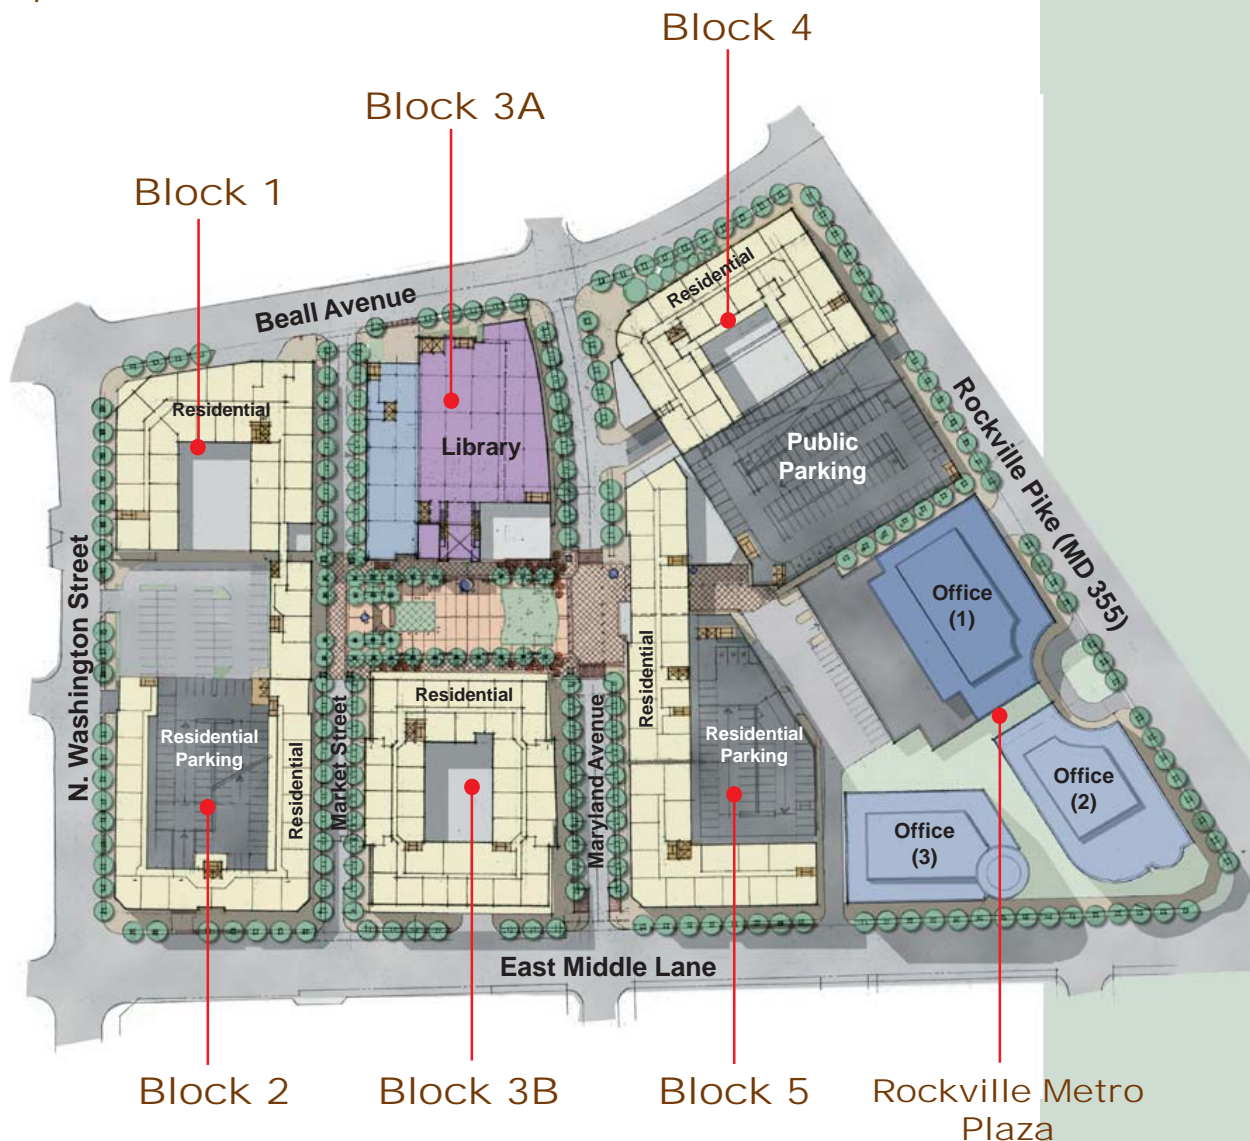 Block 4
Block 3A
Block 1
Beall Avenue
Residential
Residential
Library
Public
Parking
Rockville Pike (MD 355)
N. Washington Street
Office
(1)
Residential
Residential
Parking
Residential
Market Street
Residential
Maryland Avenue
Residential
Parking
Office
(2)
Office
(3)
East Middle Lane
Block 2
Block 3B
Block 5
Rockville Metro
Plaza